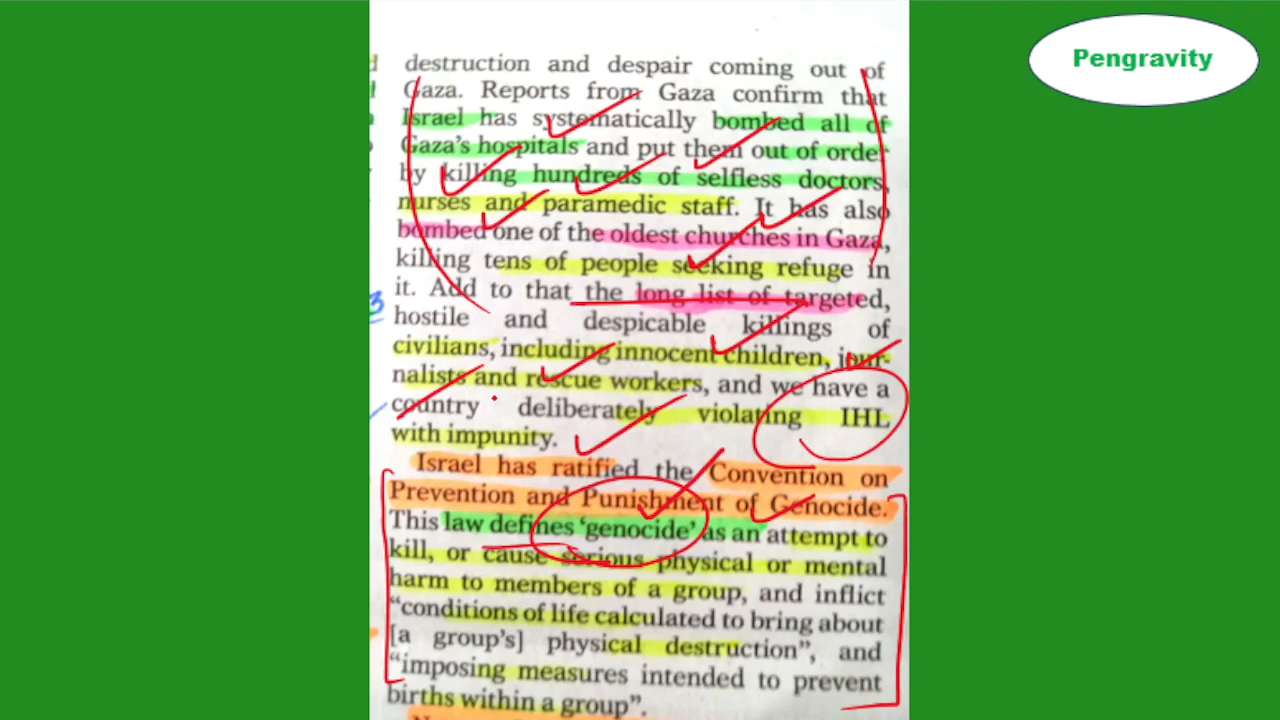 Pengravity
destruction and despair coming out of
Gaza. Reports from Gaza confirm that
Israel has systematically bombed all of
Gaza's hospitals and put them out of order
by killing hundreds of selfless doctors,
nurses and paramedic staff. It has also
bombed one of the oldest churches in Gaza,
killing tens of people seeking refuge in
it. Add to that the long list of targeted,
hostile and despicable killings of
civilians, including innocent children, jour-
nalists and rescue workers, and we have a
country deliberately violating IHL
with impunity.
Israel has ratified the Convention on
Prevention and Punishment of Genocide.
This law defines 'genocide' as an attempt to
kill, or cause serious physical or mental
harm to members of a group, and inflict
"conditions of life calculated to bring about
[a group's] physical destruction", and
"imposing measures intended to prevent
births within a group".